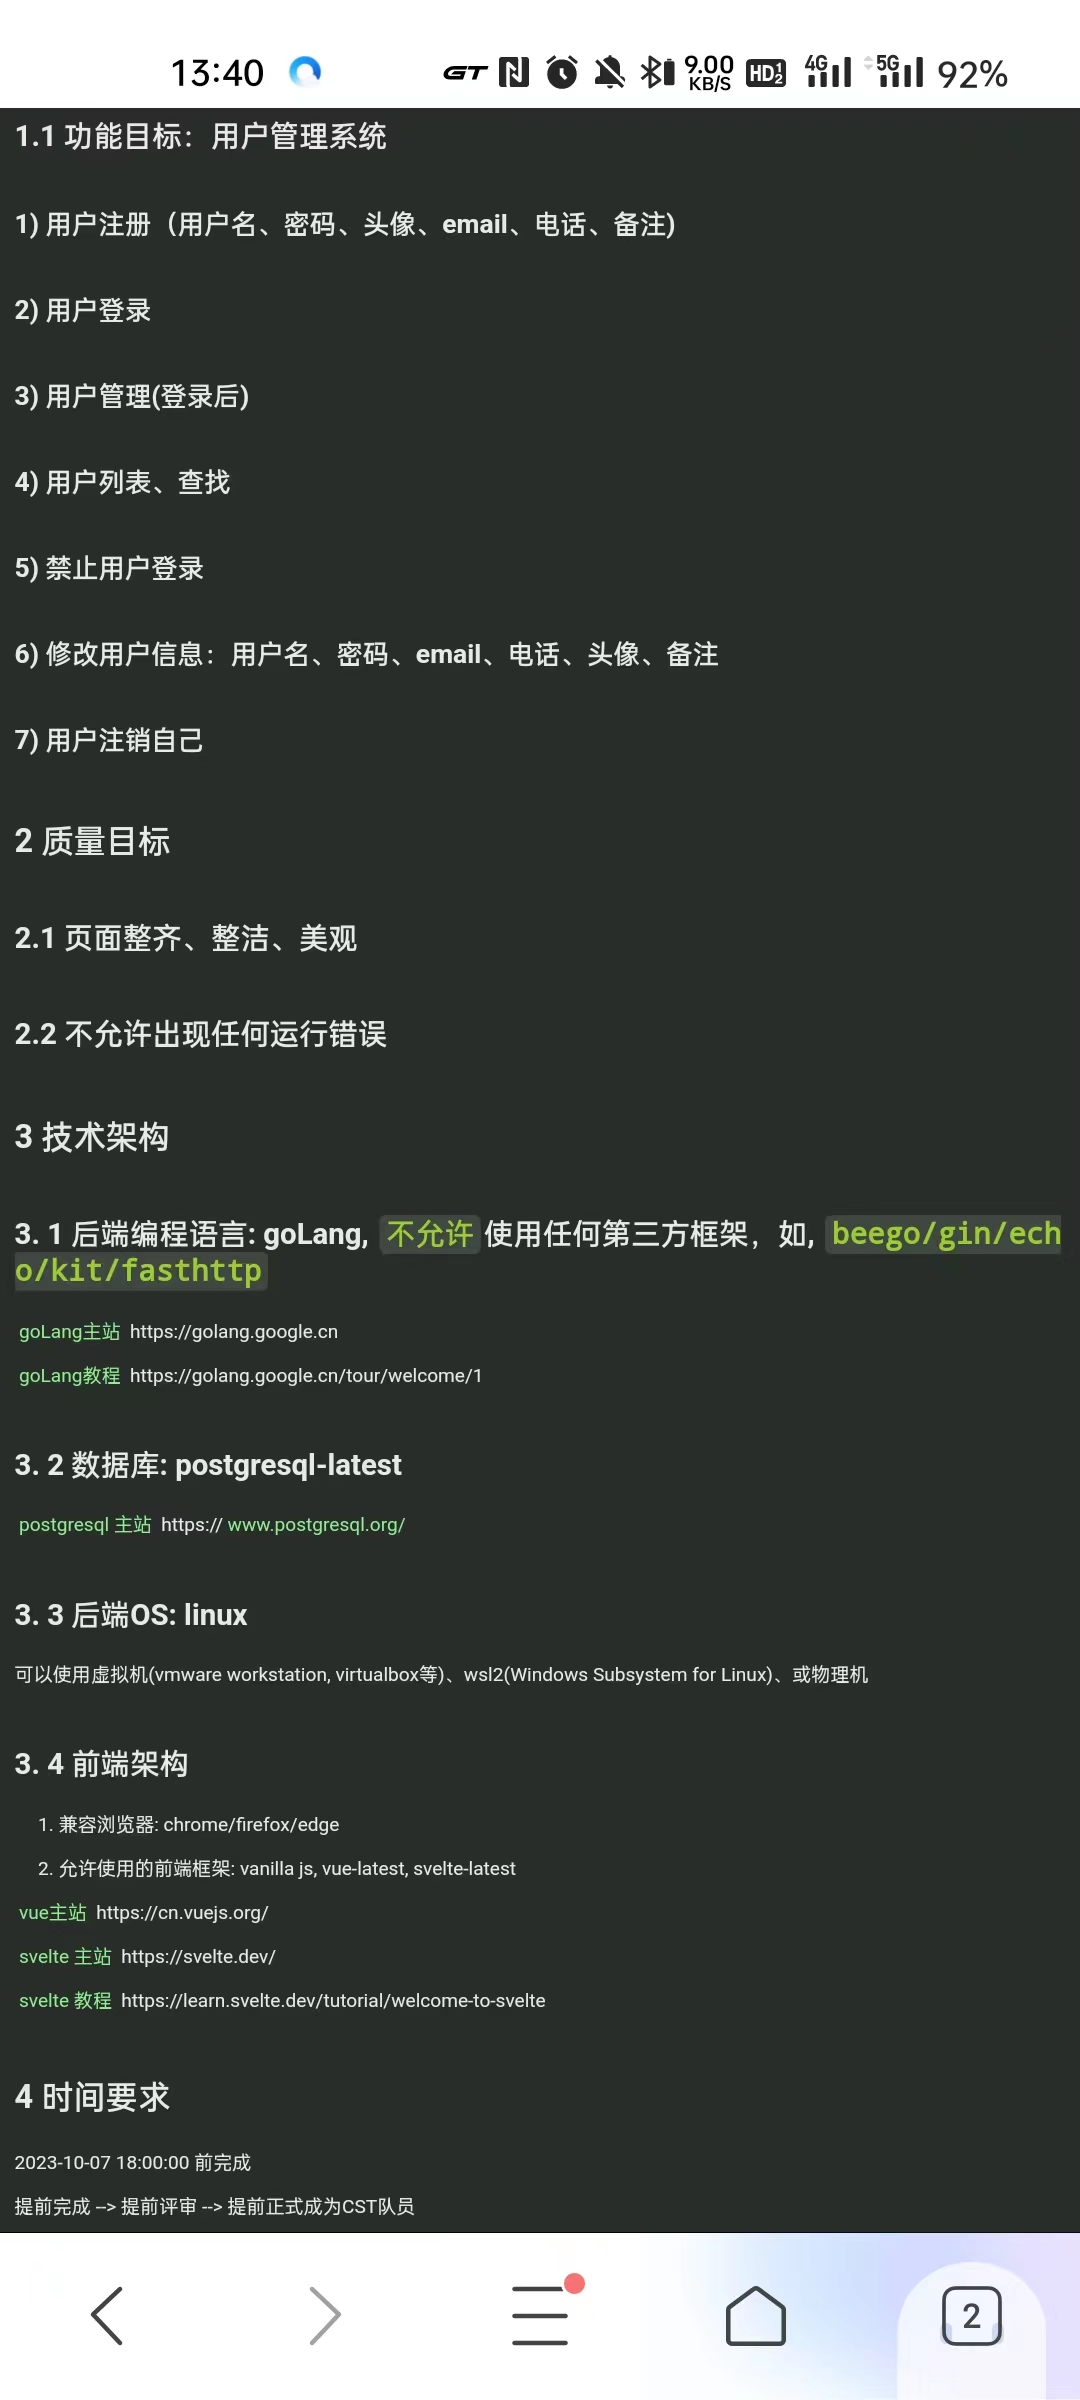 13:40 GT 9.00 KB/S HD 1 2 4G 5G 92%
1.1 功能目标：用户管理系统
1) 用户注册（用户名、密码、头像、email、电话、备注)
2) 用户登录
3) 用户管理(登录后)
4) 用户列表、查找
5) 禁止用户登录
6) 修改用户信息：用户名、密码、email、电话、头像、备注
7) 用户注销自己
2 质量目标
2.1 页面整齐、整洁、美观
2.2 不允许出现任何运行错误
3 技术架构
3. 1 后端编程语言: goLang, 不允许 使用任何第三方框架，如, beego/gin/ech
o/kit/fasthttp
goLang主站 https://golang.google.cn
goLang教程 https://golang.google.cn/tour/welcome/1
3. 2 数据库: postgresql-latest
postgresql 主站 https:// www.postgresql.org/
3. 3 后端OS: linux
可以使用虚拟机(vmware workstation, virtualbox等)、wsl2(Windows Subsystem for Linux)、或物理机
3. 4 前端架构
1. 兼容浏览器: chrome/firefox/edge
2. 允许使用的前端框架: vanilla js, vue-latest, svelte-latest
vue主站 https://cn.vuejs.org/
svelte 主站 https://svelte.dev/
svelte 教程 https://learn.svelte.dev/tutorial/welcome-to-svelte
4 时间要求
2023-10-07 18:00:00 前完成
提前完成 --> 提前评审 --> 提前正式成为CST队员
2